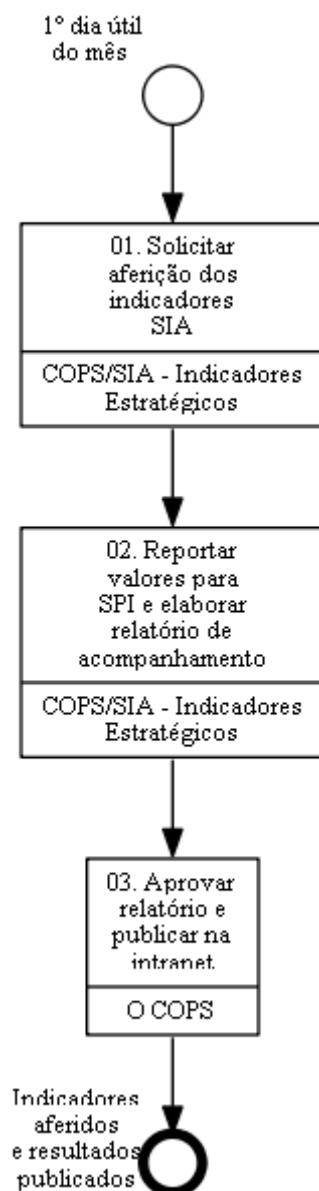 1º dia útil
do mês
01. Solicitar
aferição dos
indicadores
SIA
COPS/SIA - Indicadores
Estratégicos
02. Reportar
valores para
SPI e elaborar
relatório de
acompanhamento
COPS/SIA - Indicadores
Estratégicos
03. Aprovar
relatório e
publicar na
intranet
O COPS
Indicadores
aferidos
e resultados
publicados